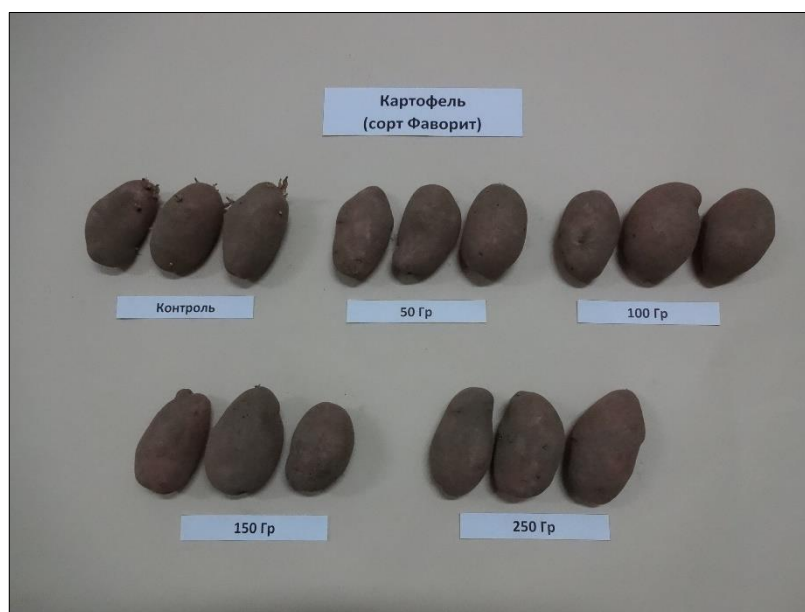 Картофель
(сорт Фаворит)
Контроль
50 Гр
100 Гр
150 Гр
250 Гр